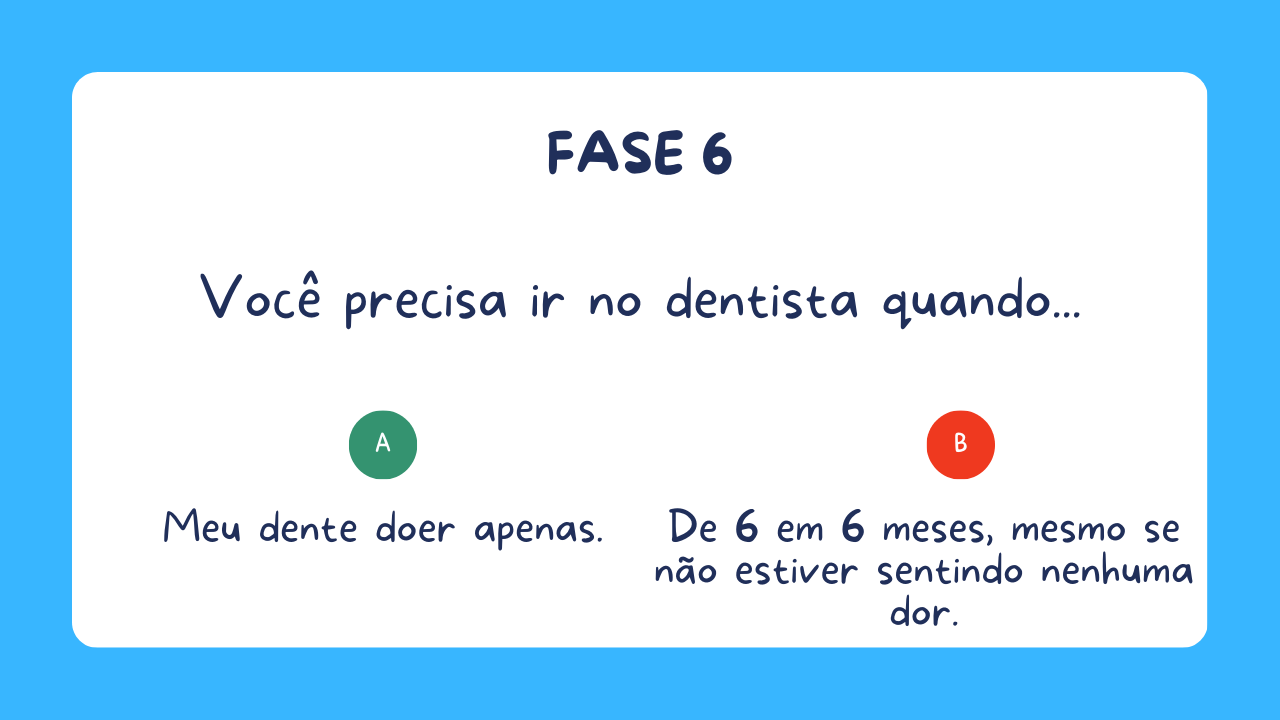 FASE 6
Você precisa ir no dentista quando...
A
Meu dente doer apenas.
B
De 6 em 6 meses, mesmo se
não estiver sentindo nenhuma
dor.